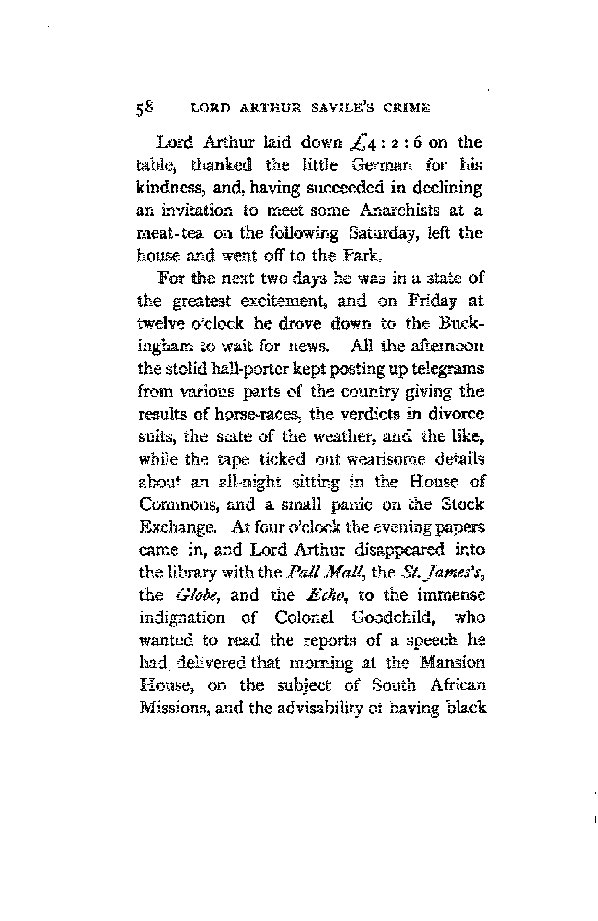 58 LORD ARTHUR SAVILE'S CRIME
Lord Arthur laid down £4 : 2 : 6 on the
table, thanked the little German for his
kindness, and, having succeeded in declining
an invitation to meet some Anarchists at a
meat-tea on the following Saturday, left the
house and went off to the Park.
For the next two days he was in a state of
the greatest excitement, and on Friday at
twelve o'clock he drove down to the Buck-
ingham to wait for news. All the afternoon
the stolid hall-porter kept posting up telegrams
from various parts of the country giving the
results of horse-races, the verdicts in divorce
suits, the state of the weather, and the like,
while the tape ticked out wearisome details
about an all-night sitting in the House of
Commons, and a small panic on the Stock
Exchange. At four o'clock the evening papers
came in, and Lord Arthur disappeared into
the library with the Pall Mall, the St. James's,
the Globe, and the Echo, to the immense
indignation of Colonel Goodchild, who
wanted to read the reports of a speech he
had delivered that morning at the Mansion
House, on the subject of South African
Missions, and the advisability of having black